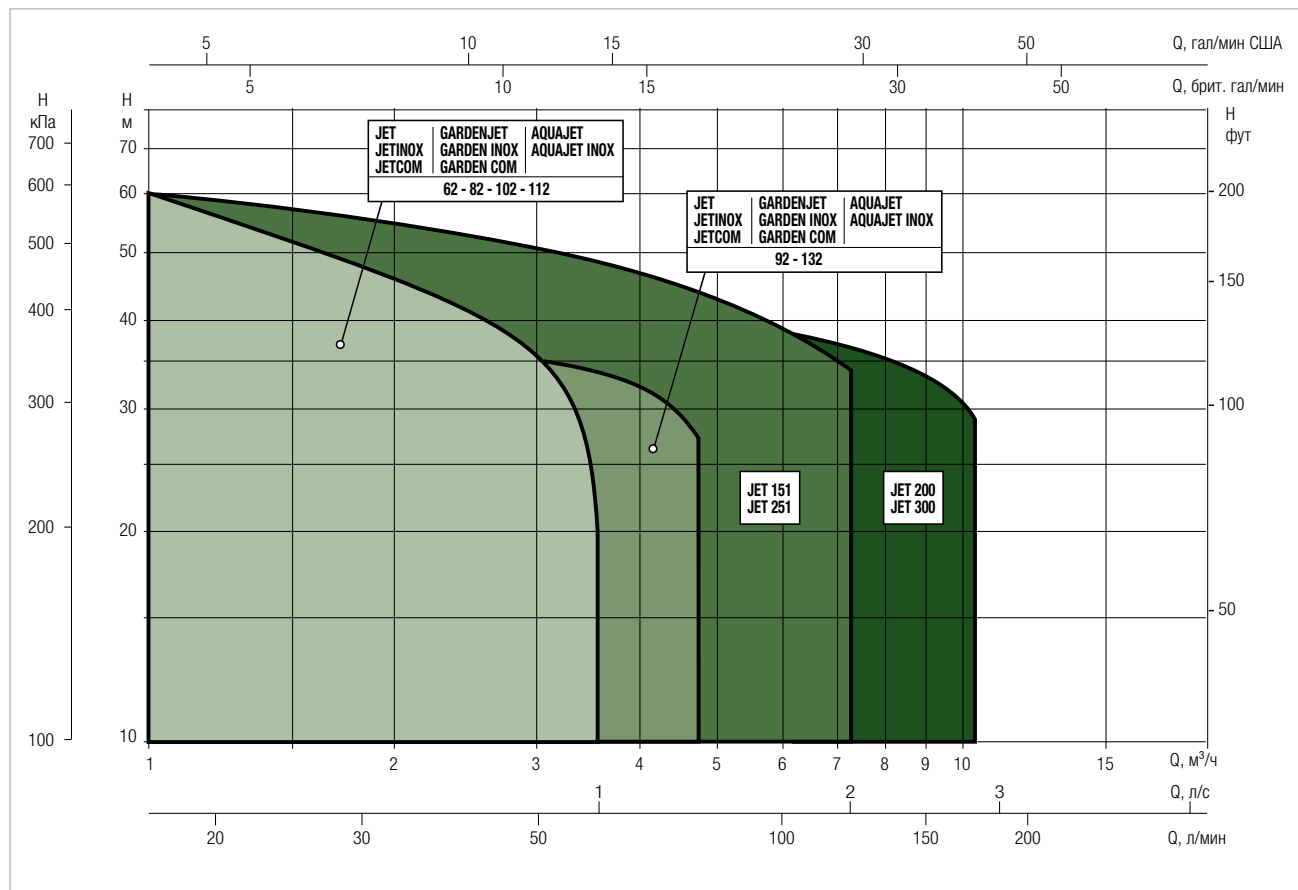 5 10 15 30 50 Q, гал/мин США
5 10 15 30 50 Q, брит. гал/мин
H кПа
H м
H фут
700
600
500
400
300
200
100
70
60
50
40
30
20
10
JET GARDENJET AQUAJET
JETINOX GARDEN INOX AQUAJET INOX
JETCOM GARDEN COM
62 - 82 - 102 - 112
JET GARDENJET AQUAJET
JETINOX GARDEN INOX AQUAJET INOX
JETCOM GARDEN COM
92 - 132
JET 151
JET 251
JET 200
JET 300
200
150
100
50
1 2 3 4 5 6 7 8 9 10 15 Q, м³/ч
1 2 3 Q, л/с
20 30 50 100 150 200 Q, л/мин